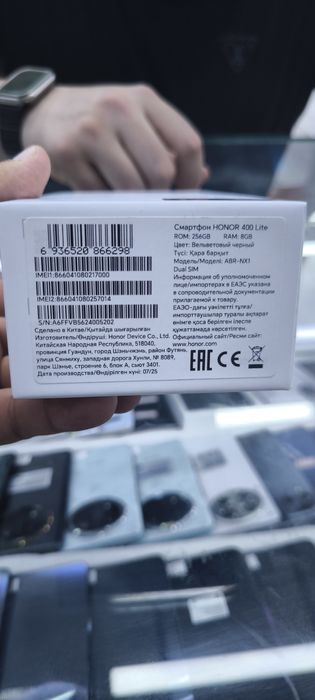 Смартфон HONOR 400 Lite
ROM: 256GB RAM: 8GB
Цвет: Вельветовый черный
Түсі: Қара барқыт
Модель/Моделі: ABR-NX1
Dual SIM
Информация об уполномоченном
лице/импортерах в ЕАЭС указана
в сопроводительной документации
прилагаемой к товару.
ЕАЭО-дағы уәкілетті тұлға/
импорттаушылар туралы ақпарат
өнімге қоса берілген ілеспе
құжаттамада көрсетілген.
Официальный сайт/Ресми сайт:
www.honor.com
6 936520 866298
IMEI1:866041080217000
IMEI2:866041080257014
S/N:A6FFVB5624005202
Сделано в Китае/Қытайда шығарылған
Изготовитель/Өндіруші: Honor Device Co., Ltd.
Китайская Народная Республика, 518040,
провинция Гуандун, город Шэньчжэнь, район Футянь,
улица Сянмиху, западная дорога Хунли, № 8089,
парк Шэнье, строение 6, блок А, сьют 3401.
Дата производства/Өндірілген күні: 07/25
EAC CE